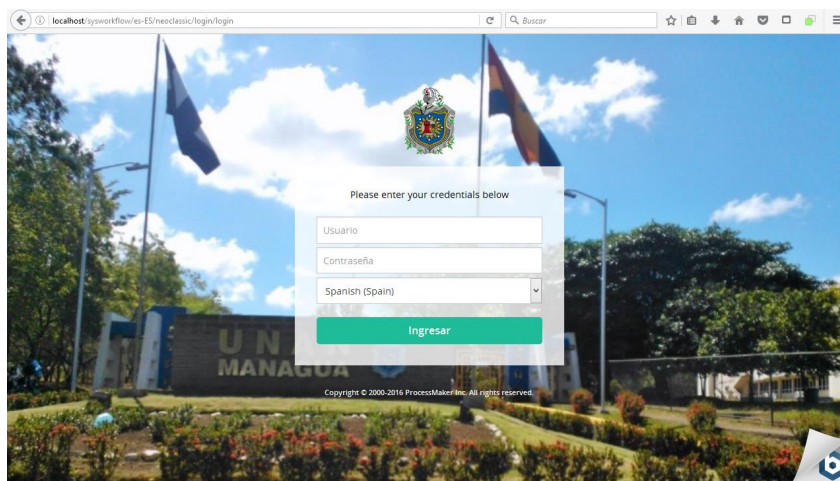 localhost/sysworkflow/es-ES/neoclassic/login/login
Buscar
Please enter your credentials below
Usuario
Contraseña
Spanish (Spain)
Ingresar
UNAN
MANAGUA
Copyright © 2000-2016 ProcessMaker Inc. All rights reserved.